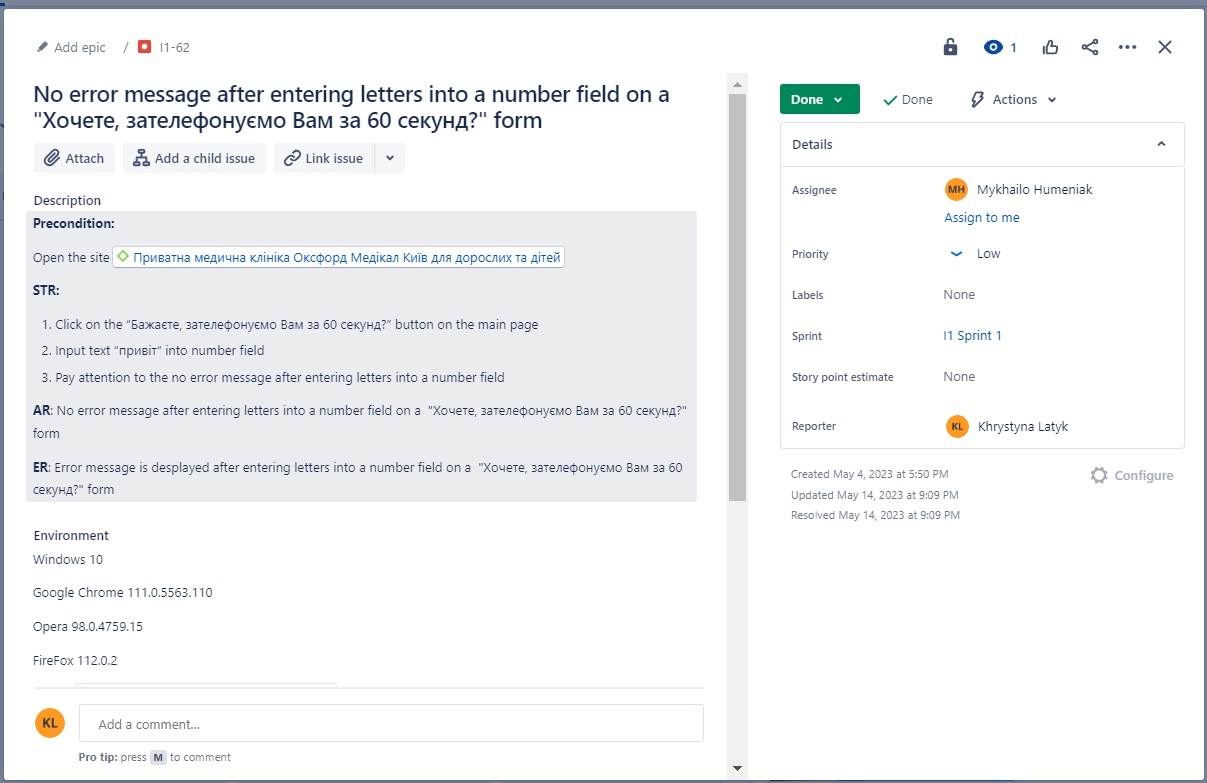 Add epic / I1-62
1
No error message after entering letters into a number field on a
"Хочете, зателефонуємо Вам за 60 секунд?" form
Attach
Add a child issue
Link issue
Description
Precondition:
Open the site Приватна медична клініка Оксфорд Медікал Київ для дорослих та дітей
STR:
1. Click on the “Бажаєте, зателефонуємо Вам за 60 секунд?” button on the main page
2. Input text “привіт” into number field
3. Pay attention to the no error message after entering letters into a number field
AR: No error message after entering letters into a number field on a "Хочете, зателефонуємо Вам за 60 секунд?"
form
ER: Error message is desplayed after entering letters into a number field on a "Хочете, зателефонуємо Вам за 60
секунд?" form
Environment
Windows 10
Google Chrome 111.0.5563.110
Opera 98.0.4759.15
FireFox 112.0.2
KL
Add a comment...
Pro tip: press M to comment
Done
Done
Actions
Details
Assignee
MH Mykhailo Humeniak
Assign to me
Priority
Low
Labels
None
Sprint
I1 Sprint 1
Story point estimate
None
Reporter
KL Khrystyna Latyk
Created May 4, 2023 at 5:50 PM
Configure
Updated May 14, 2023 at 9:09 PM
Resolved May 14, 2023 at 9:09 PM